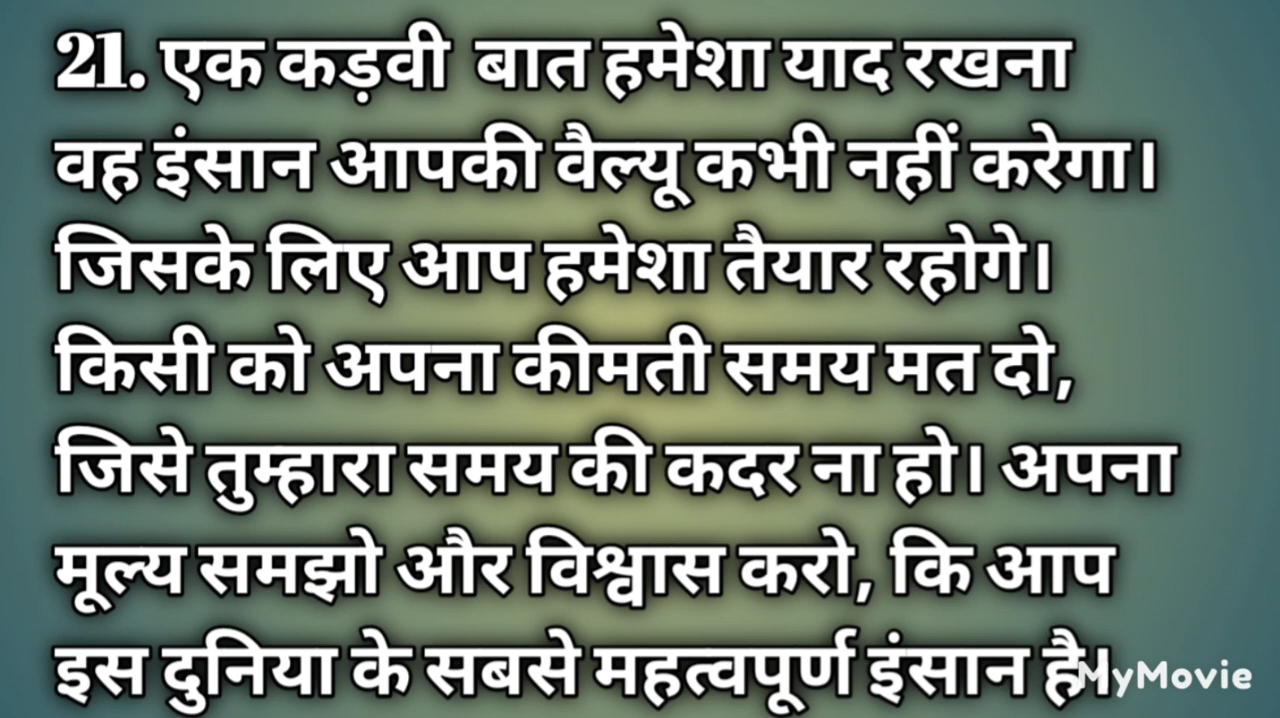 21. एक कड़वी बात हमेशा याद रखना
वह इंसान आपकी वैल्यू कभी नहीं करेगा।
जिसके लिए आप हमेशा तैयार रहोगे।
किसी को अपना कीमती समय मत दो,
जिसे तुम्हारा समय की कदर ना हो। अपना
मूल्य समझो और विश्वास करो, कि आप
इस दुनिया के सबसे महत्वपूर्ण इंसान है।
MyMovie